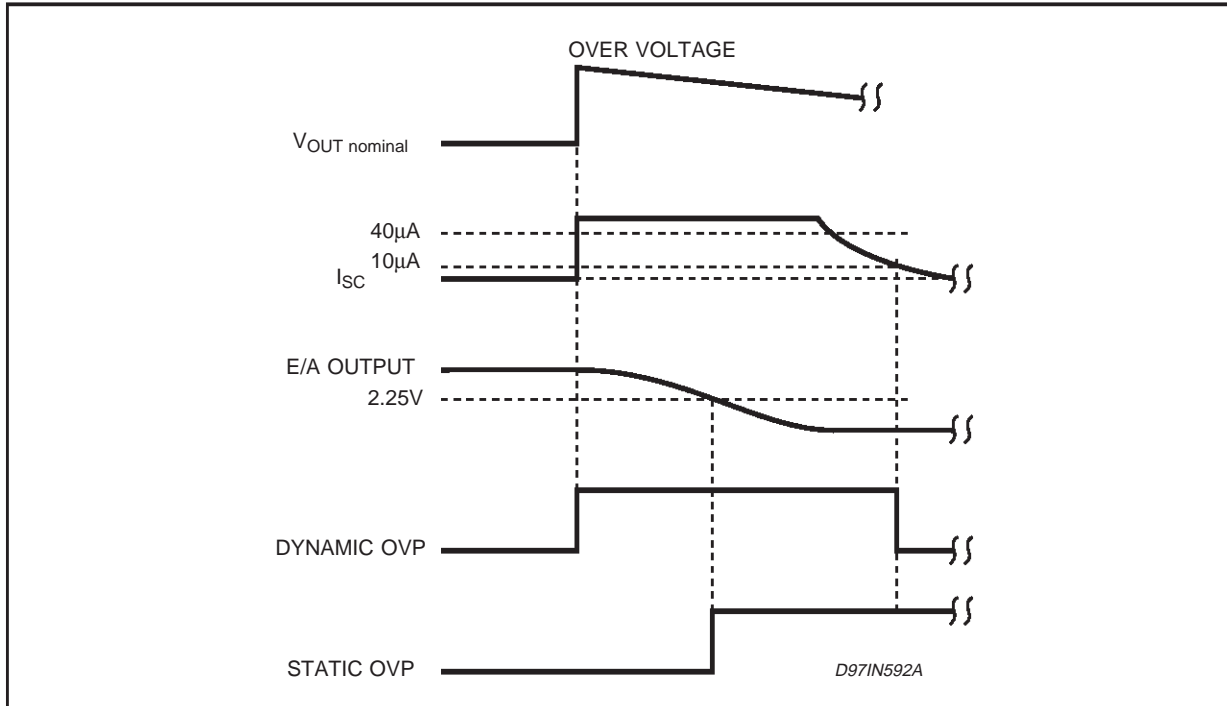 OVER VOLTAGE
VOUT nominal
40μA
10μA
ISC
E/A OUTPUT
2.25V
DYNAMIC OVP
STATIC OVP
D97IN592A